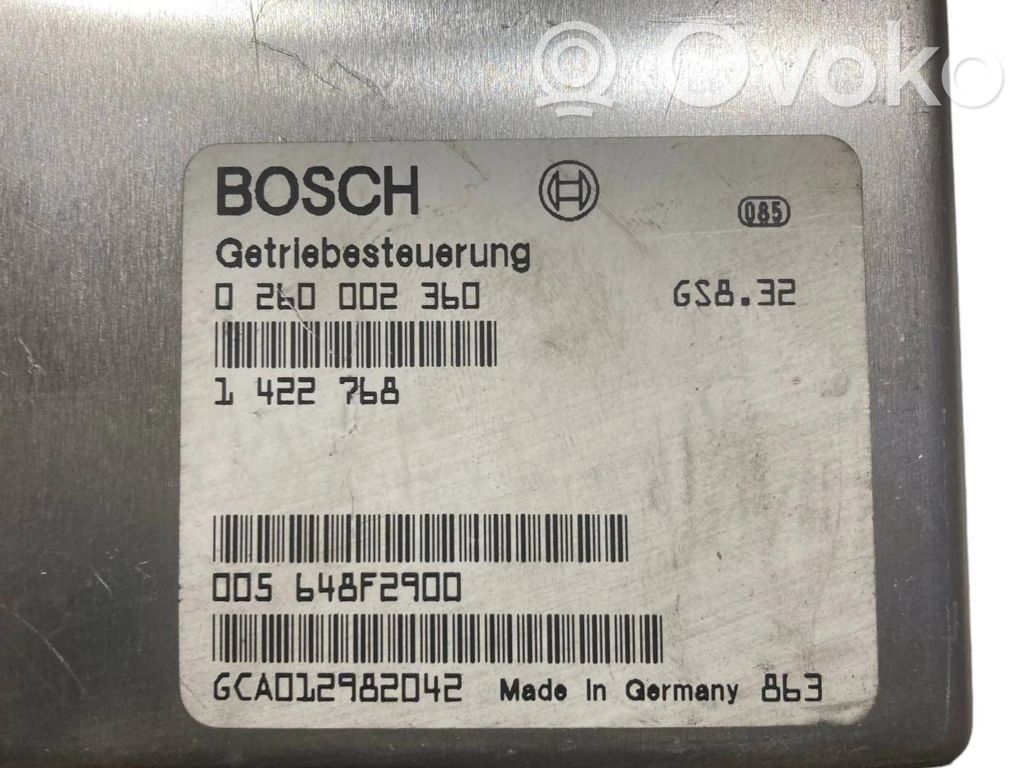 Ovoko
BOSCH
085
Getriebesteuerung
0 260 002 360 GS8.32
1 422 768
005 648F2900
GCA012982042 Made in Germany 863